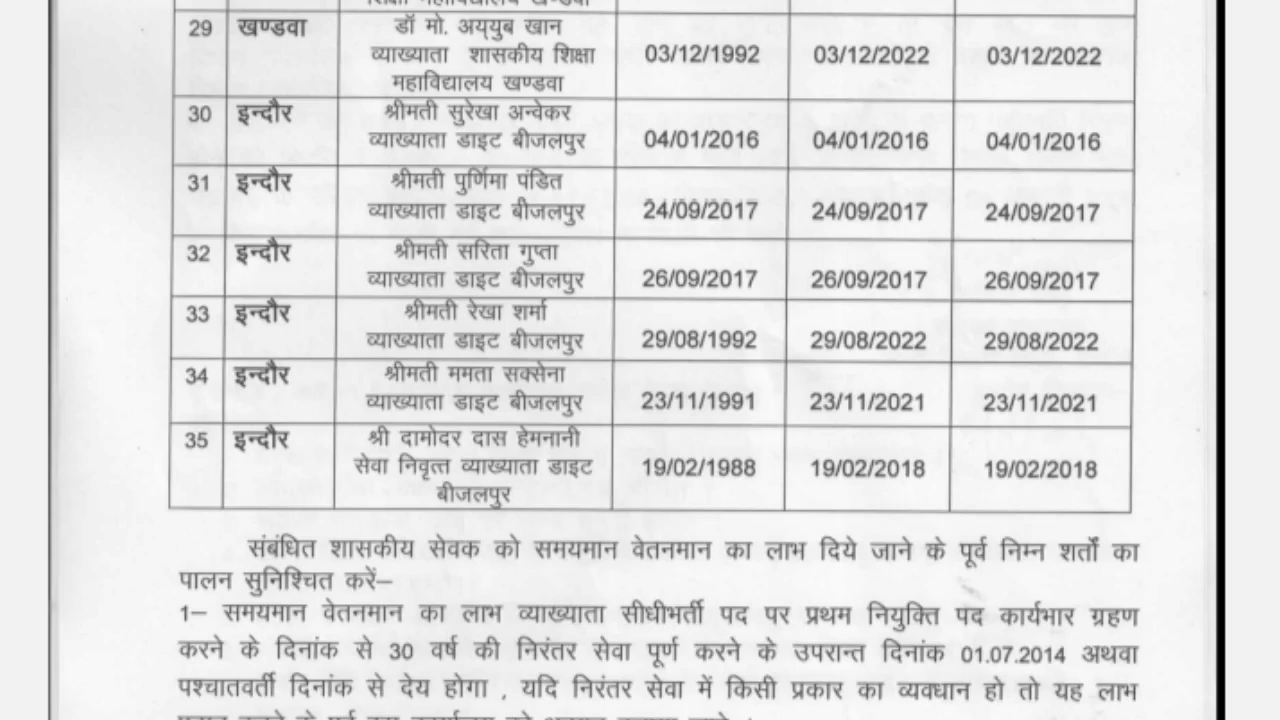 शिक्षा महाविद्यालय खण्डवा
29 खण्डवा डॉ मो. अय्युब खान
व्याख्याता शासकीय शिक्षा 03/12/1992 03/12/2022 03/12/2022
महाविद्यालय खण्डवा
30 इन्दौर श्रीमती सुरेखा अन्वेकर
व्याख्याता डाइट बीजलपुर 04/01/2016 04/01/2016 04/01/2016
31 इन्दौर श्रीमती पुर्णिमा पंडित
व्याख्याता डाइट बीजलपुर 24/09/2017 24/09/2017 24/09/2017
32 इन्दौर श्रीमती सरिता गुप्ता
व्याख्याता डाइट बीजलपुर 26/09/2017 26/09/2017 26/09/2017
33 इन्दौर श्रीमती रेखा शर्मा
व्याख्याता डाइट बीजलपुर 29/08/1992 29/08/2022 29/08/2022
34 इन्दौर श्रीमती ममता सक्सेना
व्याख्याता डाइट बीजलपुर 23/11/1991 23/11/2021 23/11/2021
35 इन्दौर श्री दामोदर दास हेमनानी
सेवा निवृत्त व्याख्याता डाइट 19/02/1988 19/02/2018 19/02/2018
बीजलपुर
संबंधित शासकीय सेवक को समयमान वेतनमान का लाभ दिये जाने के पूर्व निम्न शर्तों का
पालन सुनिश्चित करें–
1– समयमान वेतनमान का लाभ व्याख्याता सीधीभर्ती पद पर प्रथम नियुक्ति पद कार्यभार ग्रहण
करने के दिनांक से 30 वर्ष की निरंतर सेवा पूर्ण करने के उपरान्त दिनांक 01.07.2014 अथवा
पश्चातवर्ती दिनांक से देय होगा , यदि निरंतर सेवा में किसी प्रकार का व्यवधान हो तो यह लाभ